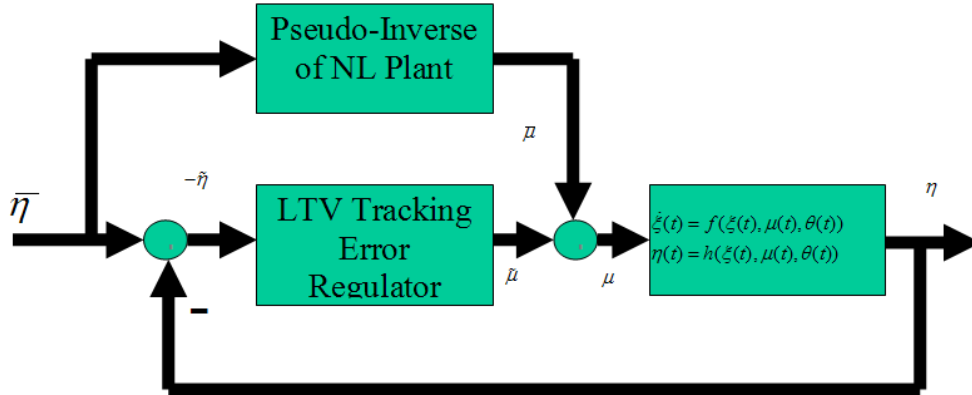 Pseudo-Inverse
of NL Plant
μ̅
−η̃
η̅
LTV Tracking
Error
Regulator
μ̃
μ
ξ̇(t) = f(ξ(t), μ(t), θ(t))
η(t) = h(ξ(t), μ(t), θ(t))
η
-